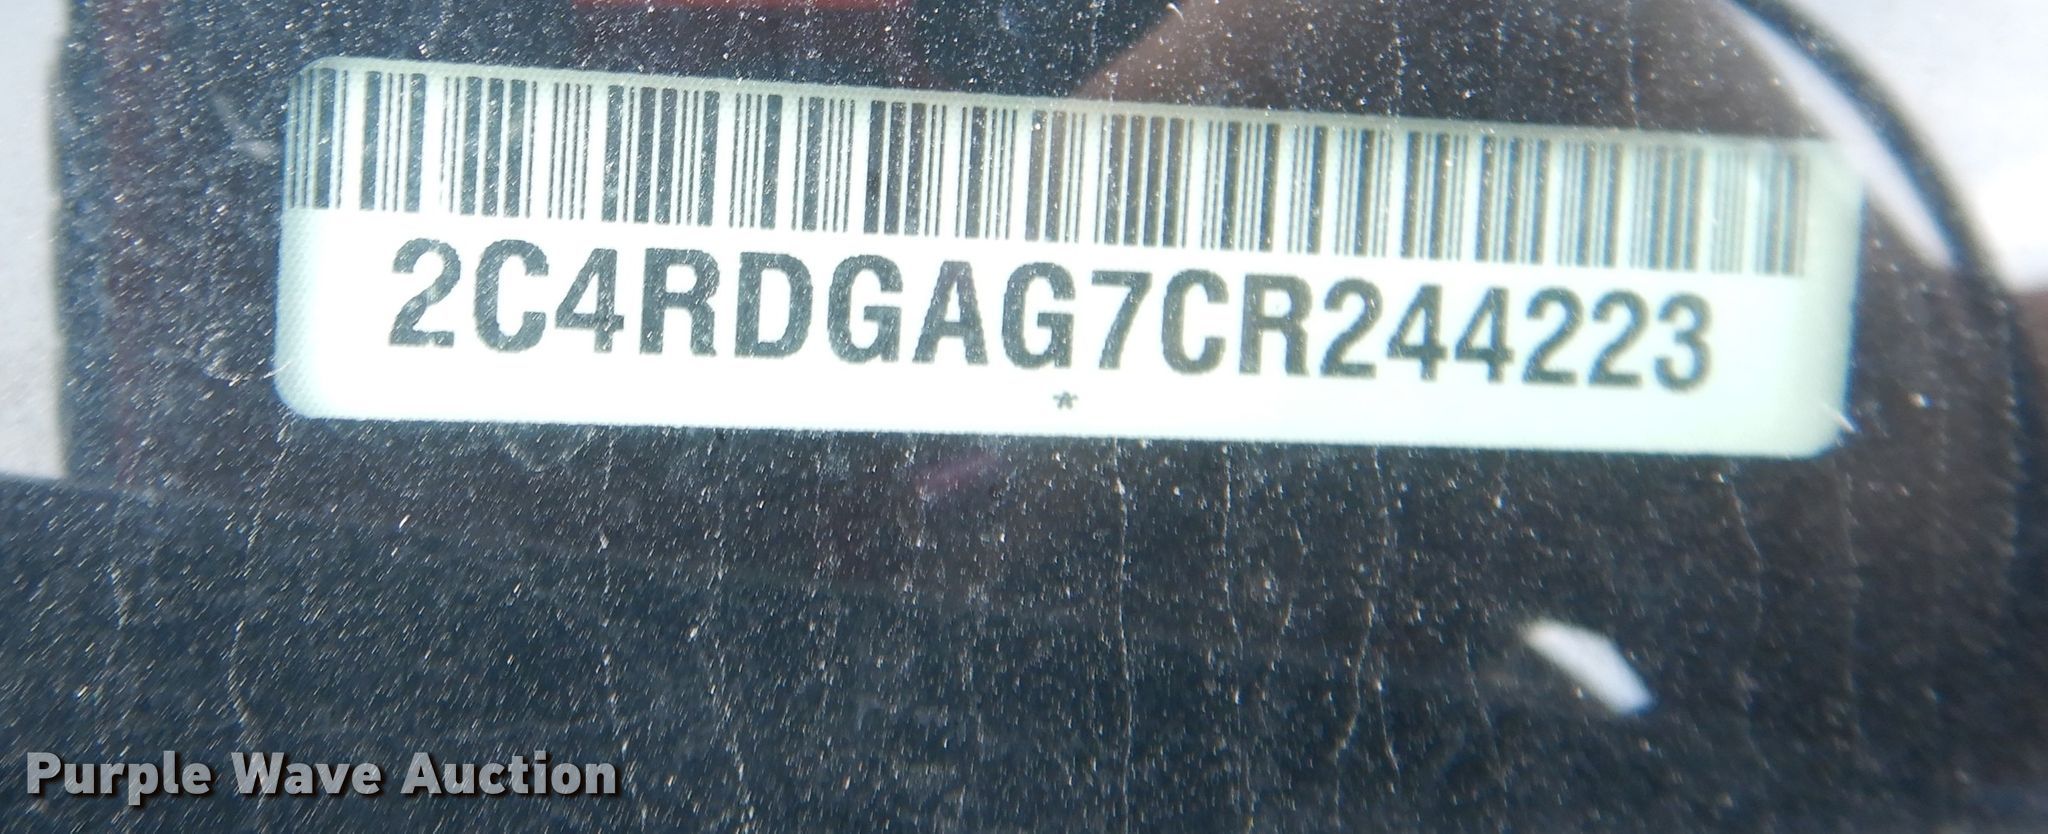 2C4RDGAG7CR244223
*
Purple Wave Auction